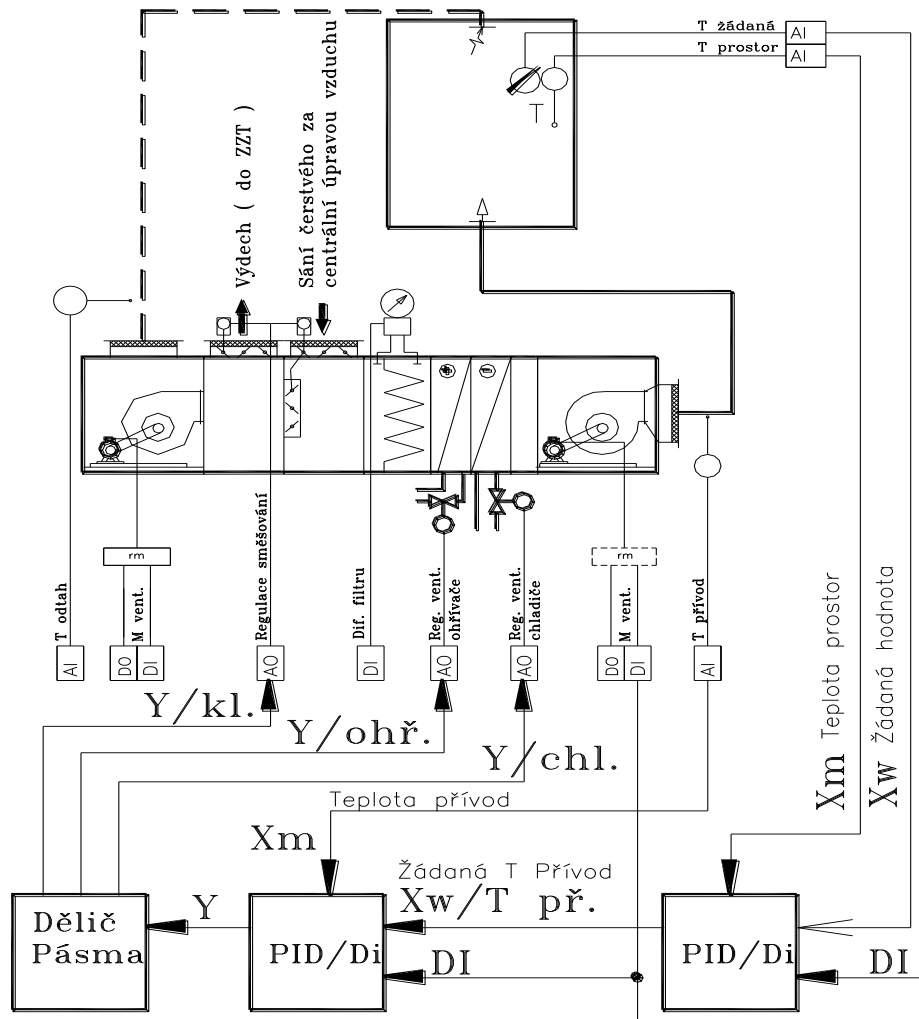 T žádaná
AI
T prostor
AI
Výdech ( do ZZT )
Sání čerstvého za
centrální úpravou vzduchu
T
rm
rm
T odtah
M vent.
Regulace směšování
Dif. filtru
Reg. vent.
ohřívače
Reg. vent.
chladiče
M vent.
T přívod
AI
DO
DI
AO
DI
AO
AO
DO
DI
AI
Y/kl.
Y/ohř.
Y/chl.
Teplota přívod
Xm
Xm Teplota prostor
Xw Žádaná hodnota
Žádaná T Přívod
Xw/T př.
Y
Dělič
Pásma
PID/Di
DI
PID/Di
DI